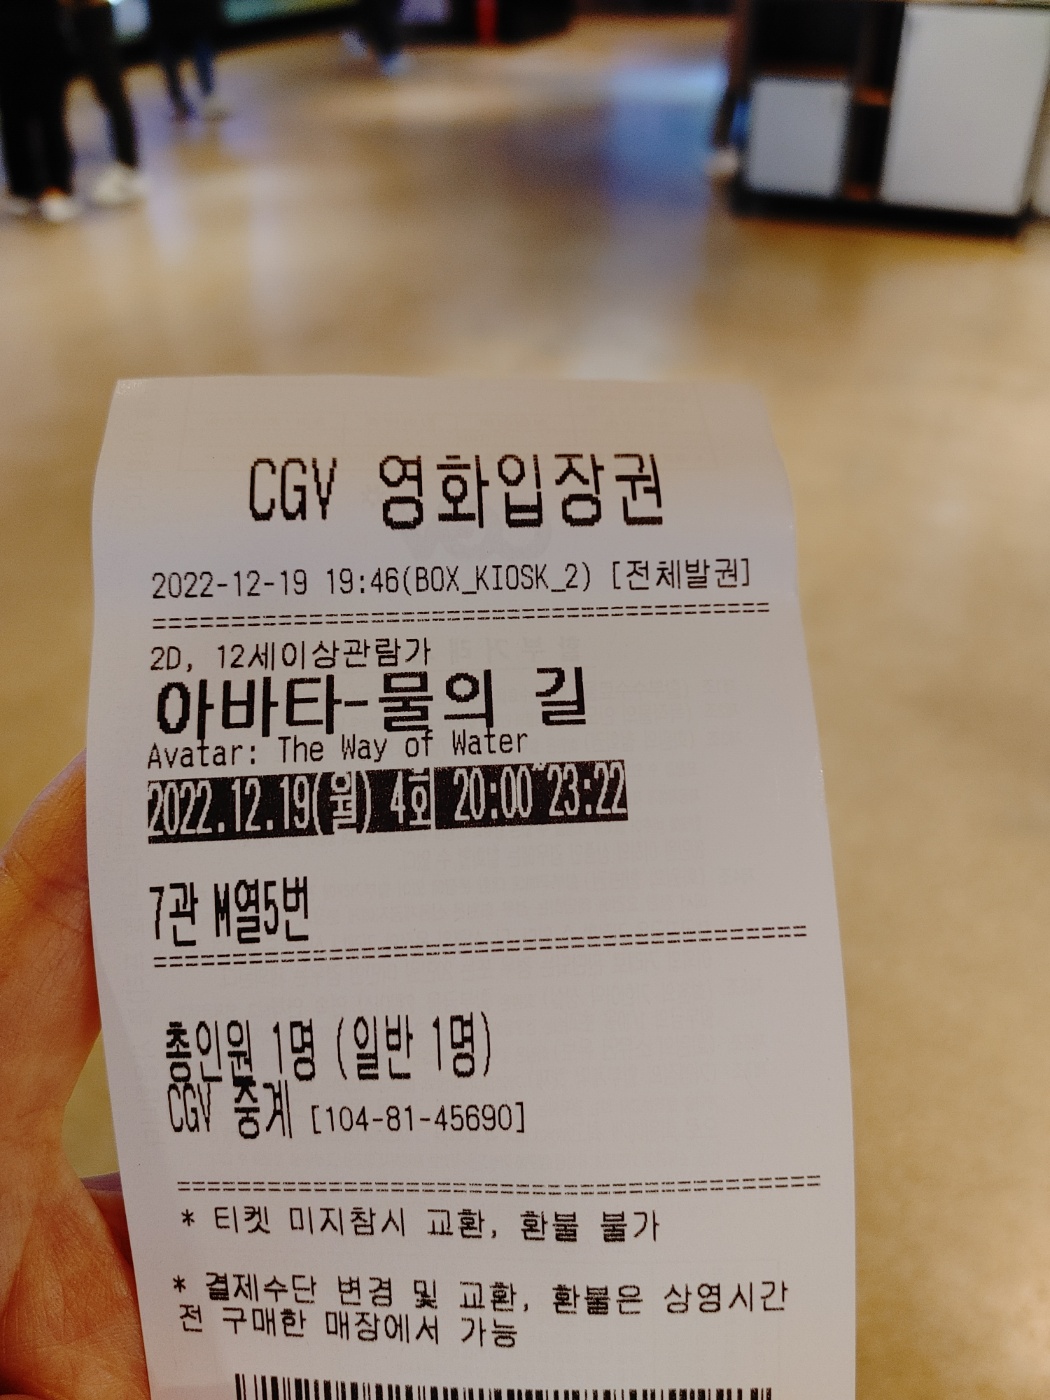 CGV 영화입장권
2022-12-19 19:46(BOX_KIOSK_2) [전체발권]
========================================
2D, 12세이상관람가
아바타-물의 길
Avatar: The Way of Water
2022.12.19(월) 4회 20:00~23:22
7관 M열5번
========================================
총인원 1명 (일반 1명)
CGV 중계 [104-81-45690]
========================================
* 티켓 미지참시 교환, 환불 불가
* 결제수단 변경 및 교환, 환불은 상영시간
전 구매한 매장에서 가능